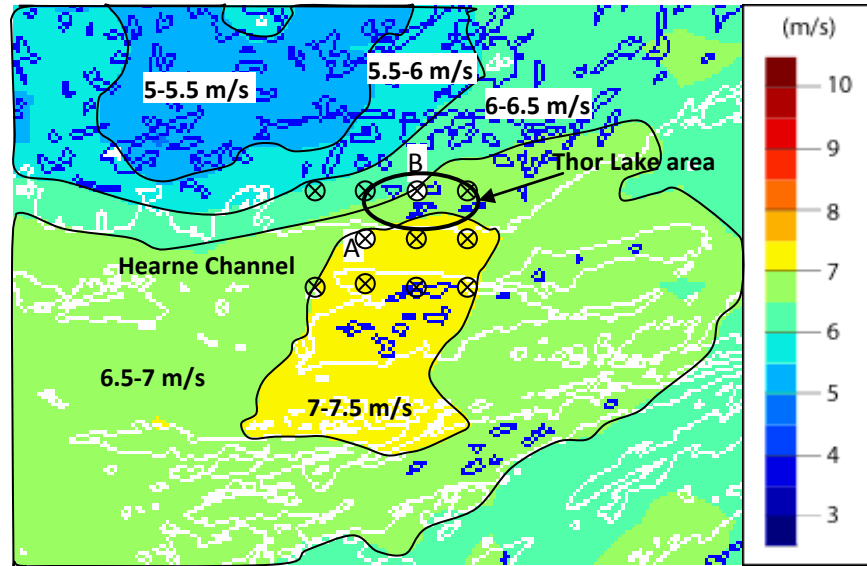 (m/s)
5-5.5 m/s
5.5-6 m/s
6-6.5 m/s
B
Thor Lake area
A
Hearne Channel
6.5-7 m/s
7-7.5 m/s
10
9
8
7
6
5
4
3